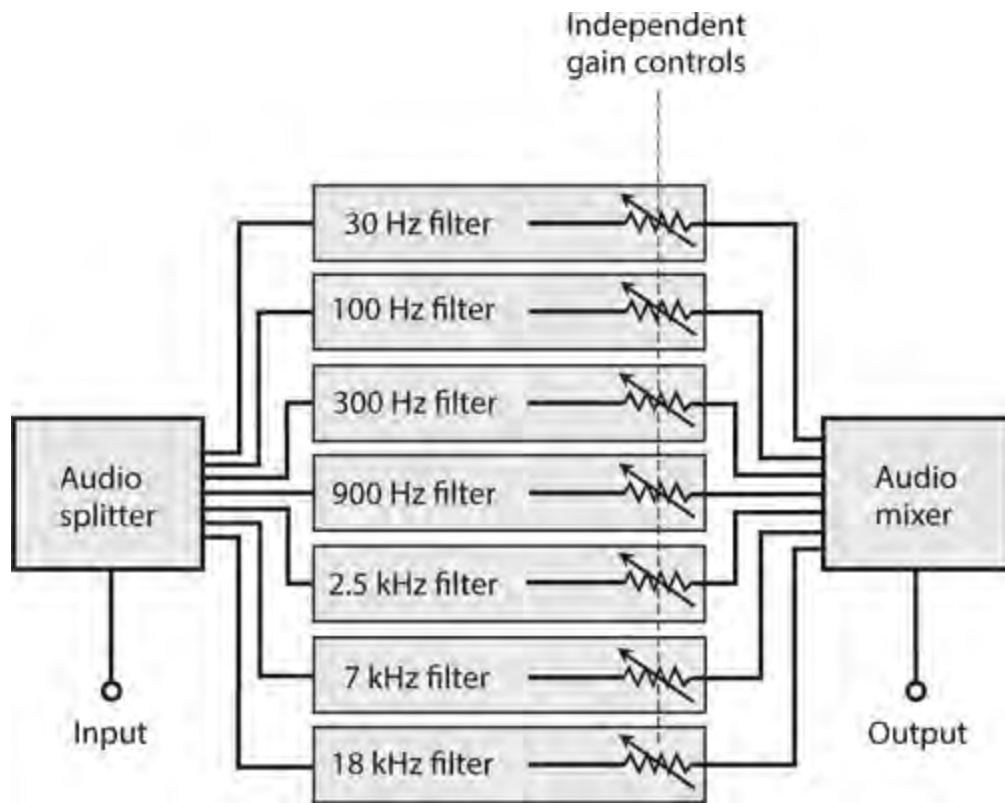 Independent
gain controls
30 Hz filter
100 Hz filter
300 Hz filter
Audio
splitter
900 Hz filter
Audio
mixer
2.5 kHz filter
7 kHz filter
Input
Output
18 kHz filter